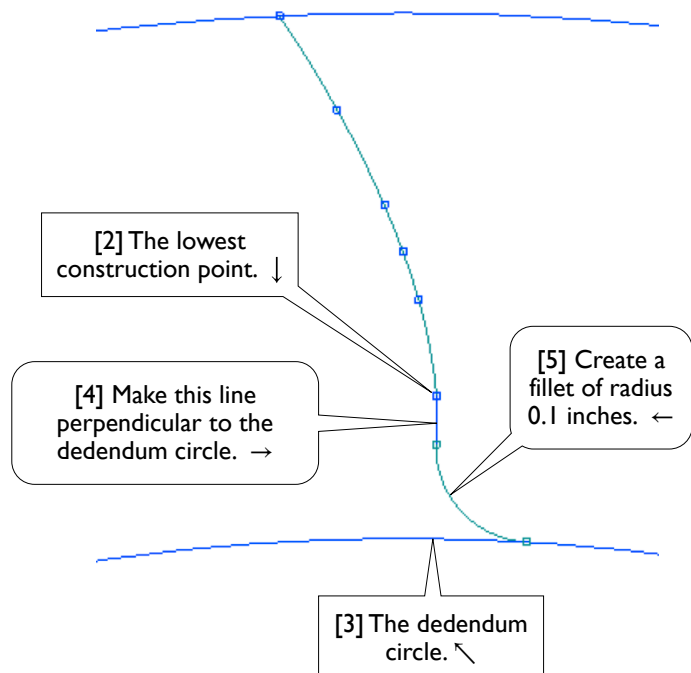 [2] The lowest
construction point. ↓
[4] Make this line
perpendicular to the
dedendum circle. →
[5] Create a
fillet of radius
0.1 inches. ←
[3] The dedendum
circle. ↖